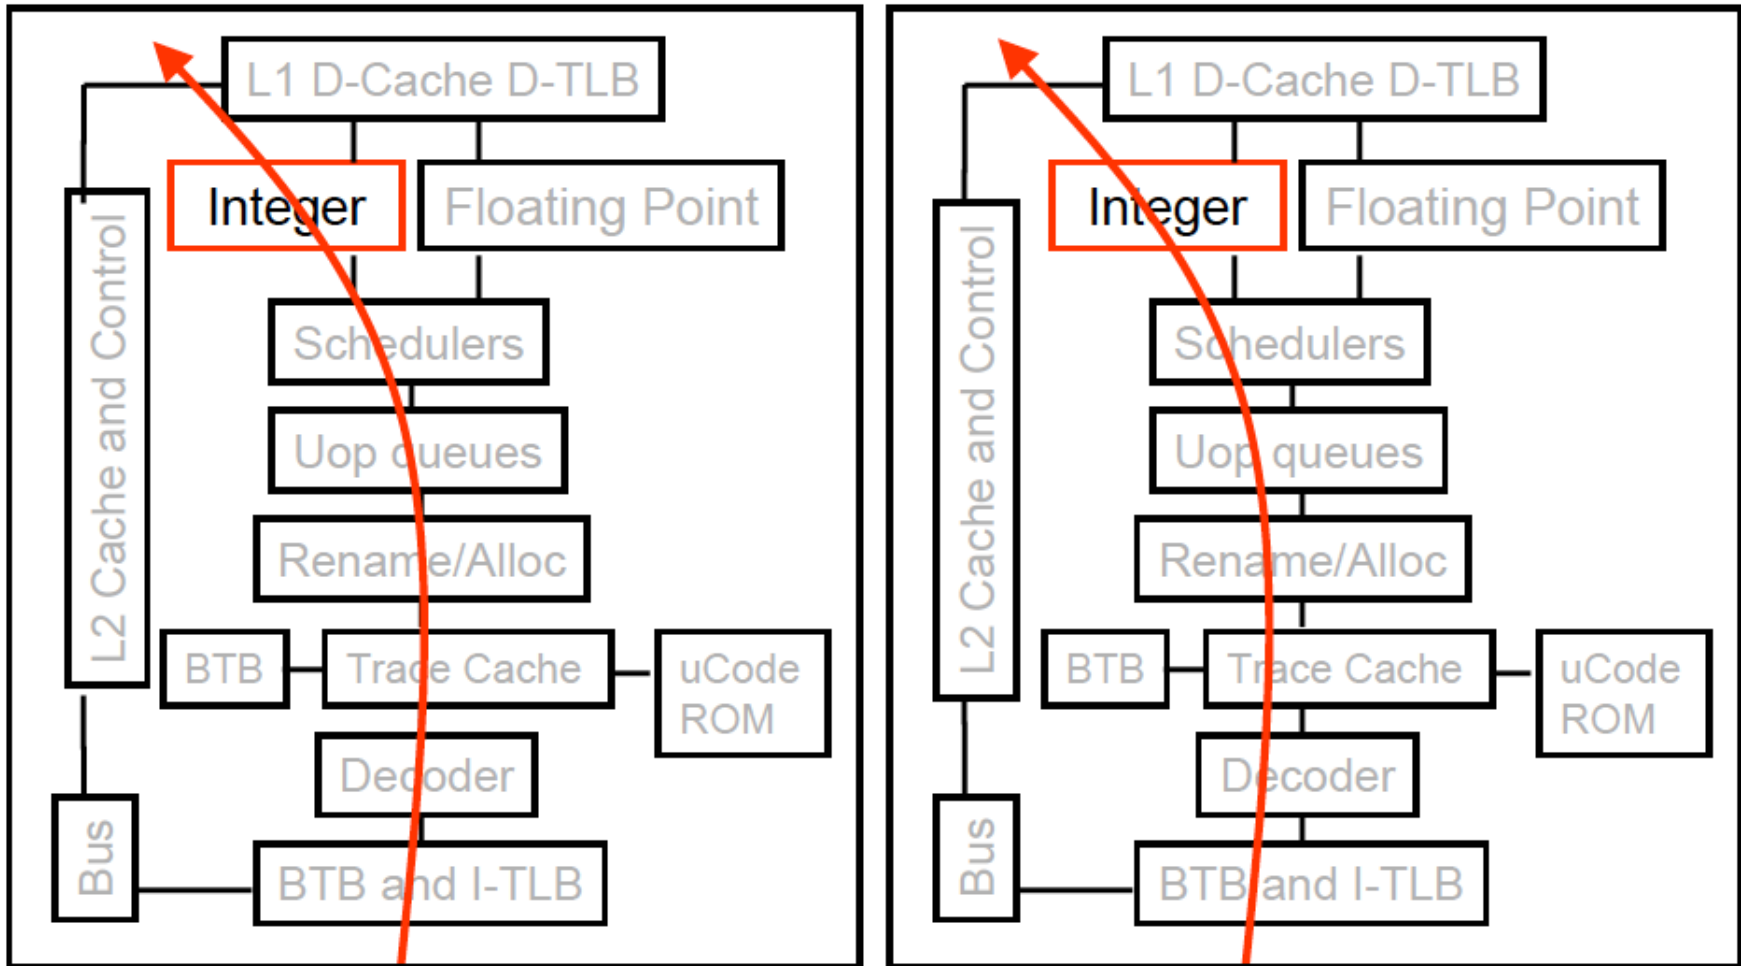 L1 D-Cache D-TLB
Integer
Floating Point
L2 Cache and Control
Schedulers
Uop queues
Rename/Alloc
BTB
Trace Cache
uCode
ROM
Decoder
Bus
BTB and I-TLB
L1 D-Cache D-TLB
Integer
Floating Point
L2 Cache and Control
Schedulers
Uop queues
Rename/Alloc
BTB
Trace Cache
uCode
ROM
Decoder
Bus
BTB and I-TLB